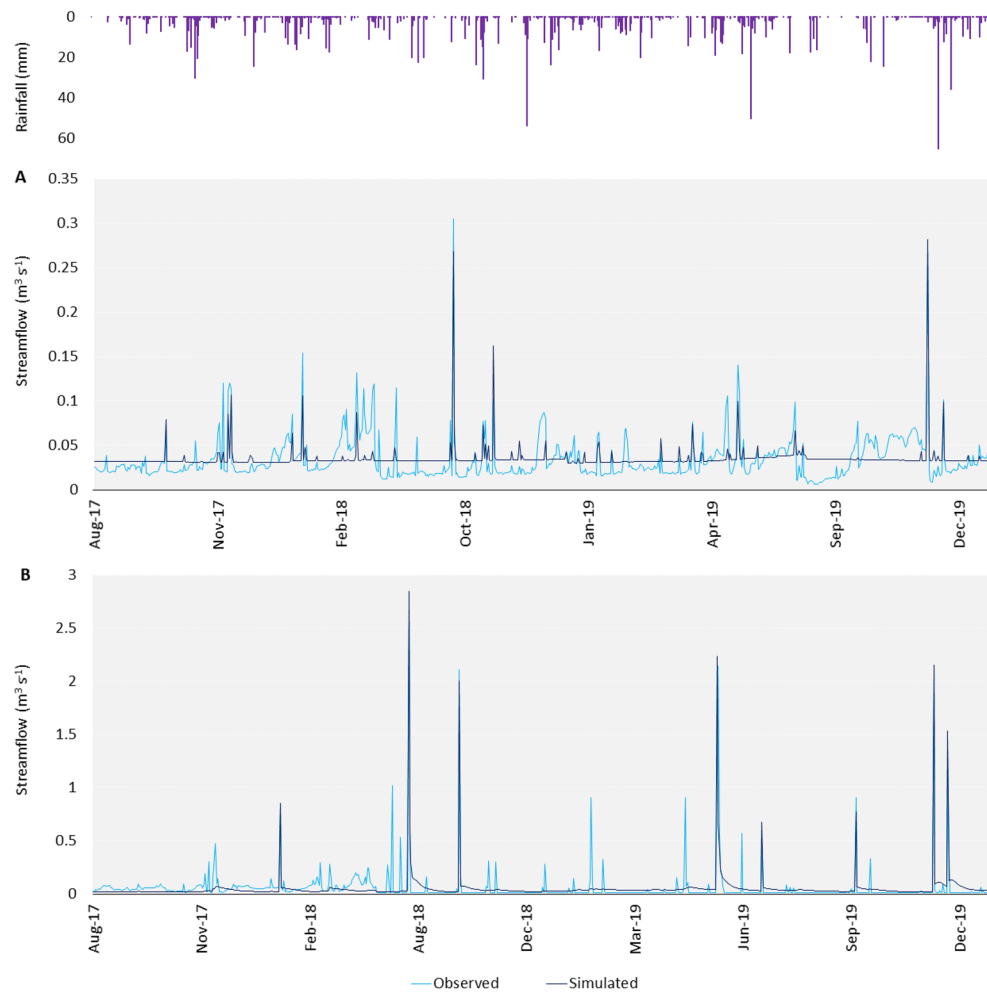 0
20
40
60
Rainfall (mm)
A
0.35
0.3
0.25
0.2
0.15
0.1
0.05
0
Streamflow (m³ s⁻¹)
Aug-17 Nov-17 Feb-18 Oct-18 Jan-19 Apr-19 Sep-19 Dec-19
B
3
2.5
2
1.5
1
0.5
0
Streamflow (m³ s⁻¹)
Aug-17 Nov-17 Feb-18 Aug-18 Dec-18 Mar-19 Jun-19 Sep-19 Dec-19
Observed Simulated